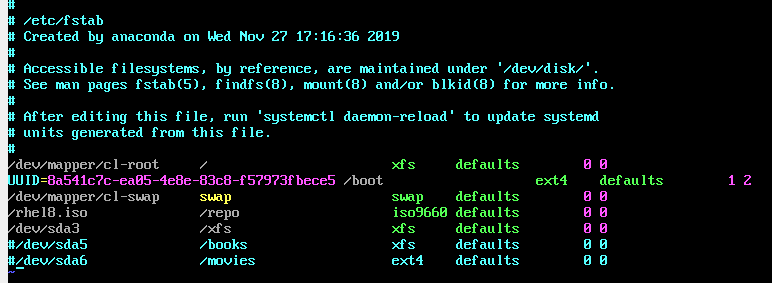 #
# /etc/fstab
# Created by anaconda on Wed Nov 27 17:16:36 2019
#
# Accessible filesystems, by reference, are maintained under '/dev/disk/'.
# See man pages fstab(5), findfs(8), mount(8) and/or blkid(8) for more info.
#
# After editing this file, run 'systemctl daemon-reload' to update systemd
# units generated from this file.
#
/dev/mapper/cl-root / xfs defaults 0 0
UUID=8a541c7c-ea05-4e8e-83c8-f57973fbece5 /boot ext4 defaults 1 2
/dev/mapper/cl-swap swap swap defaults 0 0
/rhel8.iso /repo iso9660 defaults 0 0
/dev/sda3 /xfs xfs defaults 0 0
#/dev/sda5 /books xfs defaults 0 0
#/dev/sda6 /movies ext4 defaults 0 0
~